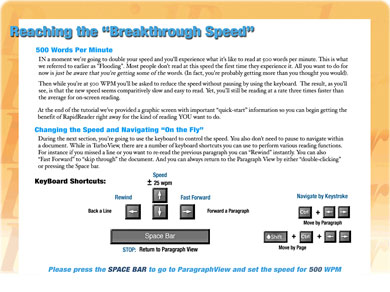 Reaching the "Breakthrough Speed"
500 Words Per Minute
IN a moment we're going to double your speed and you'll experience what it's like to read at 500 words per minute. This is what
we referred to earlier as "Flooding". Most people don't read at this speed the first time they experience it. All you want to do for
now is just be aware that you're getting some of the words. (In fact, you're probably getting more than you thought you would!).
Then while you're at 500 WPM you'll be asked to reduce the speed without pausing by using the keyboard. The result, as you'll
see, is that the new speed seems comparitively slow and easy to read. Yet, you'll still be reading at a rate three times faster than
the average for on-screen reading.
At the end of the tutorial we've provided a graphic screen with important "quick-start" information so you can begin getting the
benefit of RapidReader right away for the kind of reading YOU want to do.
Changing the Speed and Navigating "On the Fly"
During the next section, you're going to use the keyboard to control the speed. You also don't need to pause to navigate within
a document. While in TurboView, there are a number of keyboard shortcuts you can use to perform various reading functions.
For instance if you missed a line or you want to re-read the previous paragraph you can "Rewind" instantly. You can also
"Fast Forward" to "skip through" the document. And you can always return to the Paragraph View by either "double-clicking"
or pressing the Space bar.
KeyBoard Shortcuts:
Speed
± 25 wpm
Rewind
Fast Forward
Navigate by Keystroke
Back a Line
Forward a Paragraph
Ctrl +
Move by Paragraph
Space Bar
Shift + Ctrl +
STOP: Return to Paragraph View
Move by Page
Please press the SPACE BAR to go to ParagraphView and set the speed for 500 WPM